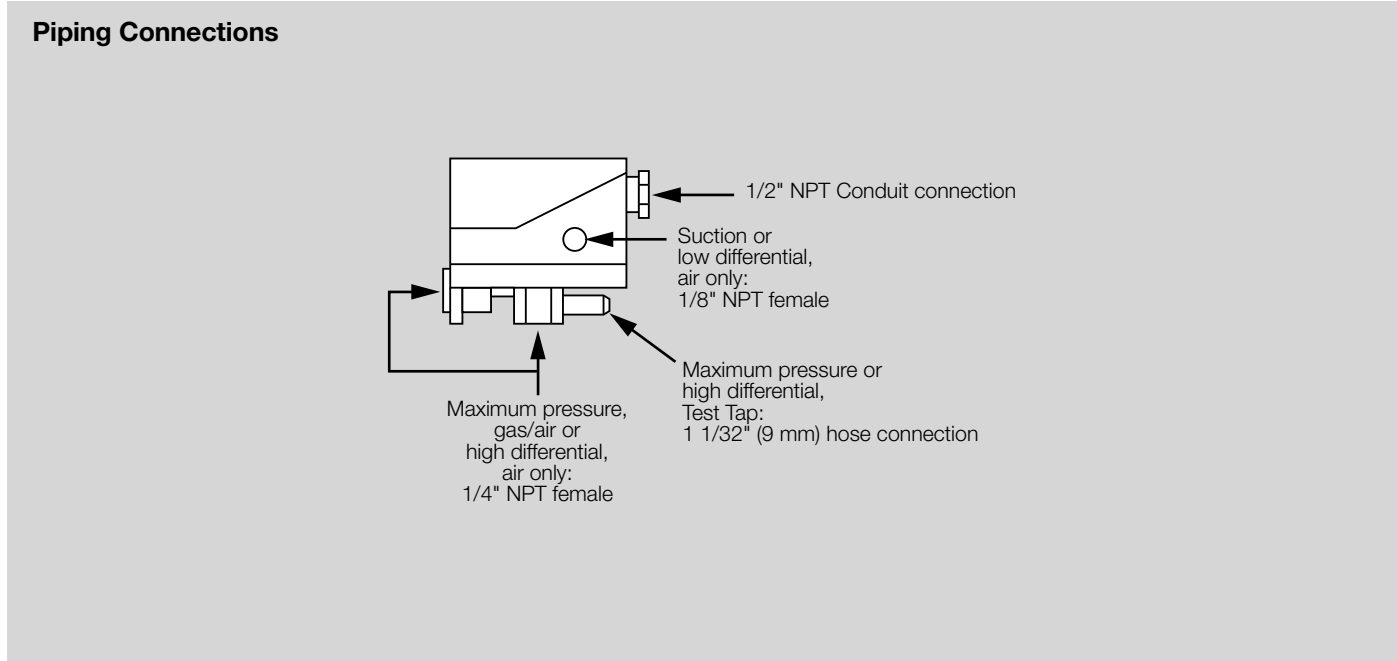 Piping Connections
1/2" NPT Conduit connection
Suction or
low differential,
air only:
1/8" NPT female
Maximum pressure or
high differential,
Test Tap:
1 1/32" (9 mm) hose connection
Maximum pressure,
gas/air or
high differential,
air only:
1/4" NPT female